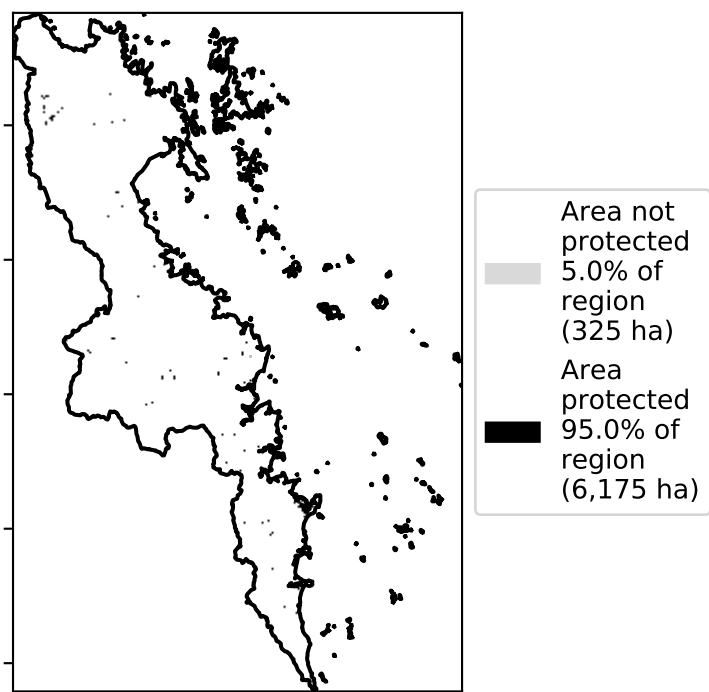 Area not
protected
5.0% of
region
(325 ha)
Area
protected
95.0% of
region
(6,175 ha)